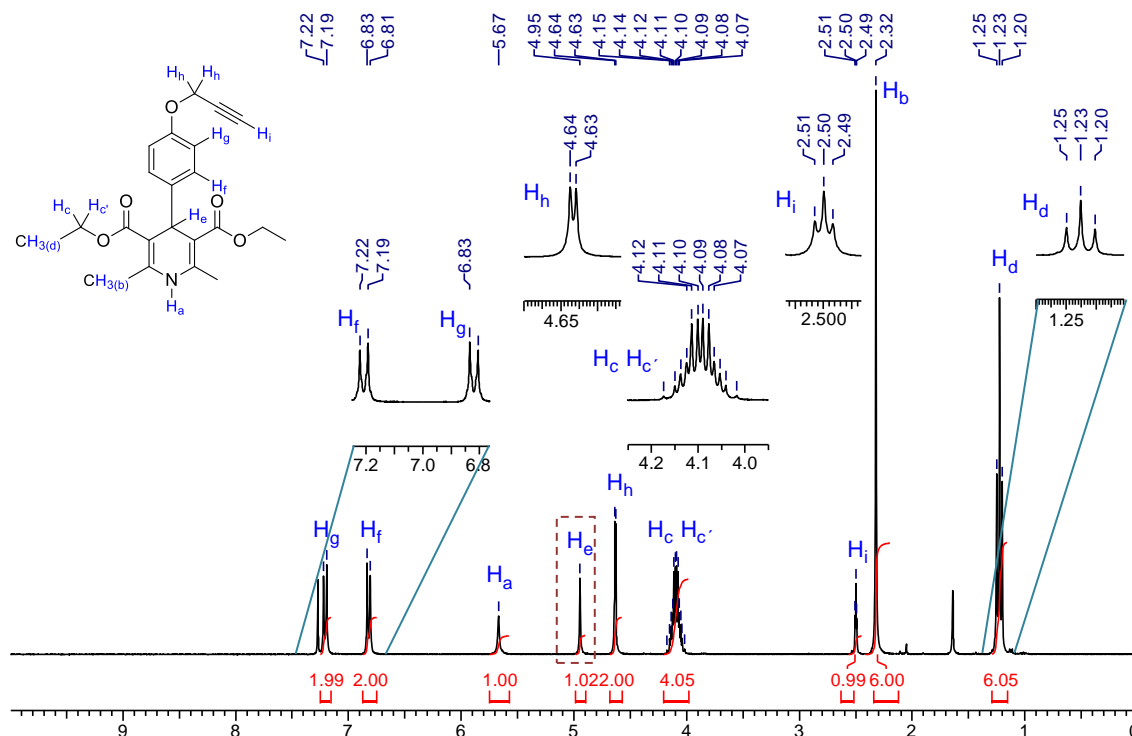 7.22
7.19
6.83
6.81
5.67
4.95
4.64
4.63
4.15
4.14
4.12
4.11
4.10
4.09
4.08
4.07
2.51
2.50
2.49
2.32
1.25
1.23
1.20
Hh Hh
O
Hg
Hi
Hf
Hc Hc'
O
He
O
CH3(d)
O
O
CH3(b)
N
Ha
Hb
4.64
4.63
Hh
4.65
2.51
2.50
2.49
Hi
2.500
1.25
1.23
1.20
Hd
1.25
Hd
7.22
7.19
6.83
Hf
Hg
7.2 7.0 6.8
4.12
4.11
4.10
4.09
4.08
4.07
Hc Hc´
4.2 4.1 4.0
Hg
Hf
Ha
He
Hh
Hc Hc´
Hi
1.99
2.00
1.00
1.02
2.00
4.05
0.99
6.00
6.05
9 8 7 6 5 4 3 2 1 0